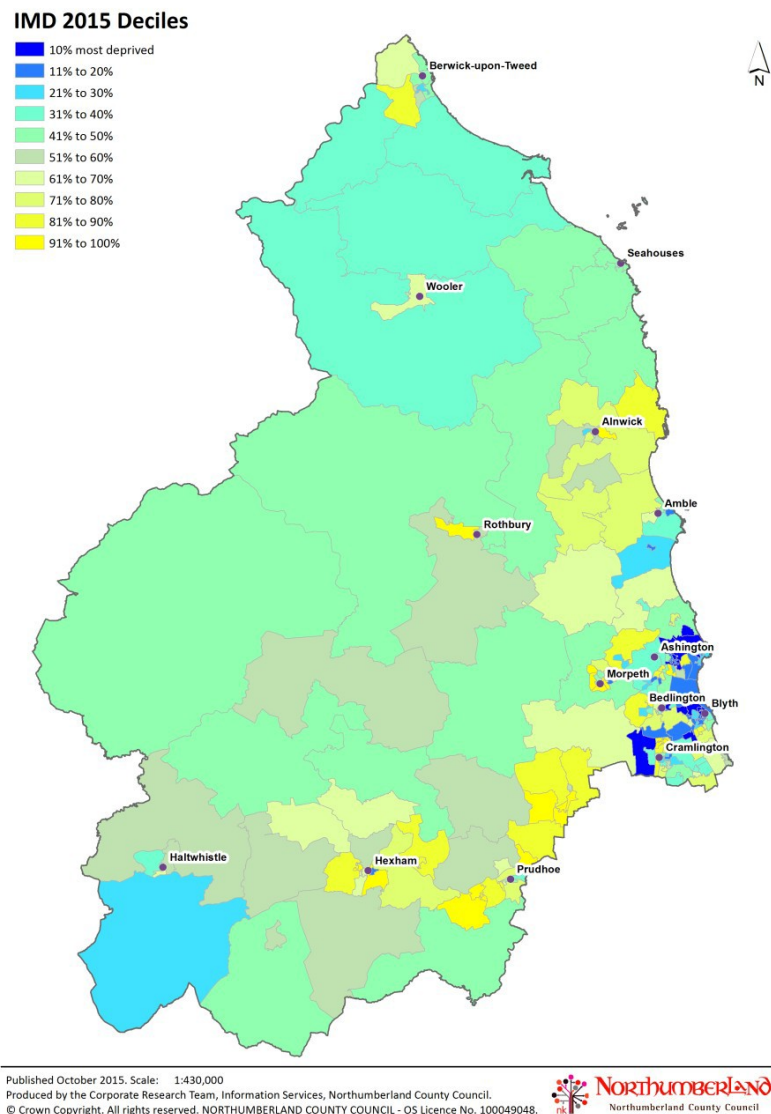 IMD 2015 Deciles
10% most deprived
11% to 20%
21% to 30%
31% to 40%
41% to 50%
51% to 60%
61% to 70%
71% to 80%
81% to 90%
91% to 100%
N
Berwick-upon-Tweed
Seahouses
Wooler
Alnwick
Amble
Rothbury
Ashington
Morpeth
Bedlington
Blyth
Cramlington
Haltwhistle
Hexham
Prudhoe
Published October 2015. Scale: 1:430,000
Produced by the Corporate Research Team, Information Services, Northumberland County Council.
© Crown Copyright. All rights reserved. NORTHUMBERLAND COUNTY COUNCIL - OS Licence No. 100049048.
nk
NORTHUMBERLAND
Northumberland County Council